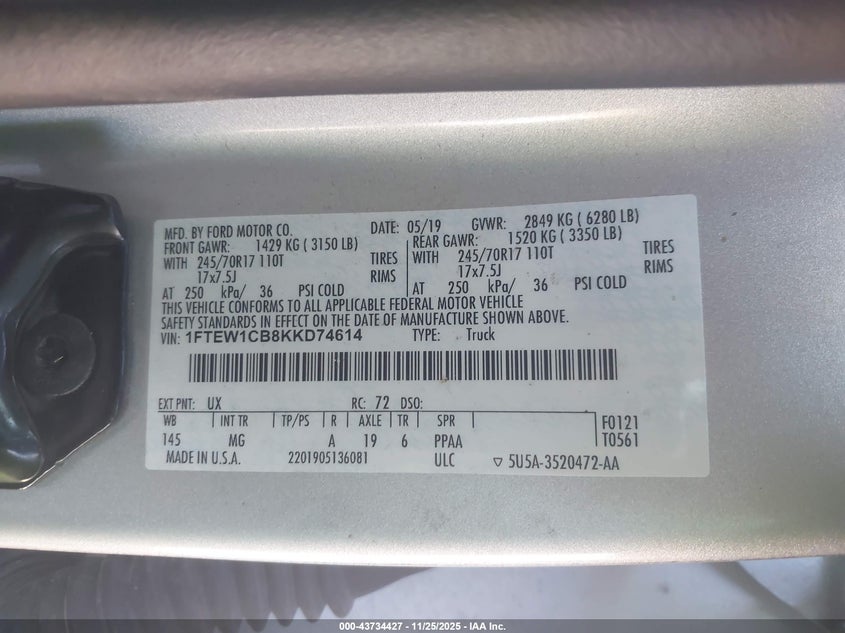 MFD. BY FORD MOTOR CO. DATE: 05/19 GVWR: 2849 KG ( 6280 LB)
FRONT GAWR: 1429 KG ( 3150 LB) REAR GAWR: 1520 KG ( 3350 LB)
WITH 245/70R17 110T TIRES WITH 245/70R17 110T TIRES
17x7.5J RIMS 17x7.5J RIMS
AT 250 kPa/ 36 PSI COLD AT 250 kPa/ 36 PSI COLD
THIS VEHICLE CONFORMS TO ALL APPLICABLE FEDERAL MOTOR VEHICLE
SAFETY STANDARDS IN EFFECT ON THE DATE OF MANUFACTURE SHOWN ABOVE.
VIN: 1FTEW1CB8KKD74614 TYPE: Truck
EXT PNT: UX RC: 72 DSO:
WB INT TR TP/PS R AXLE TR SPR F0121
145 MG A 19 6 PPAA T0561
MADE IN U.S.A. 2201905136081 ULC ▽ 5U5A-3520472-AA
000-43734427 - 11/25/2025 - IAA Inc.